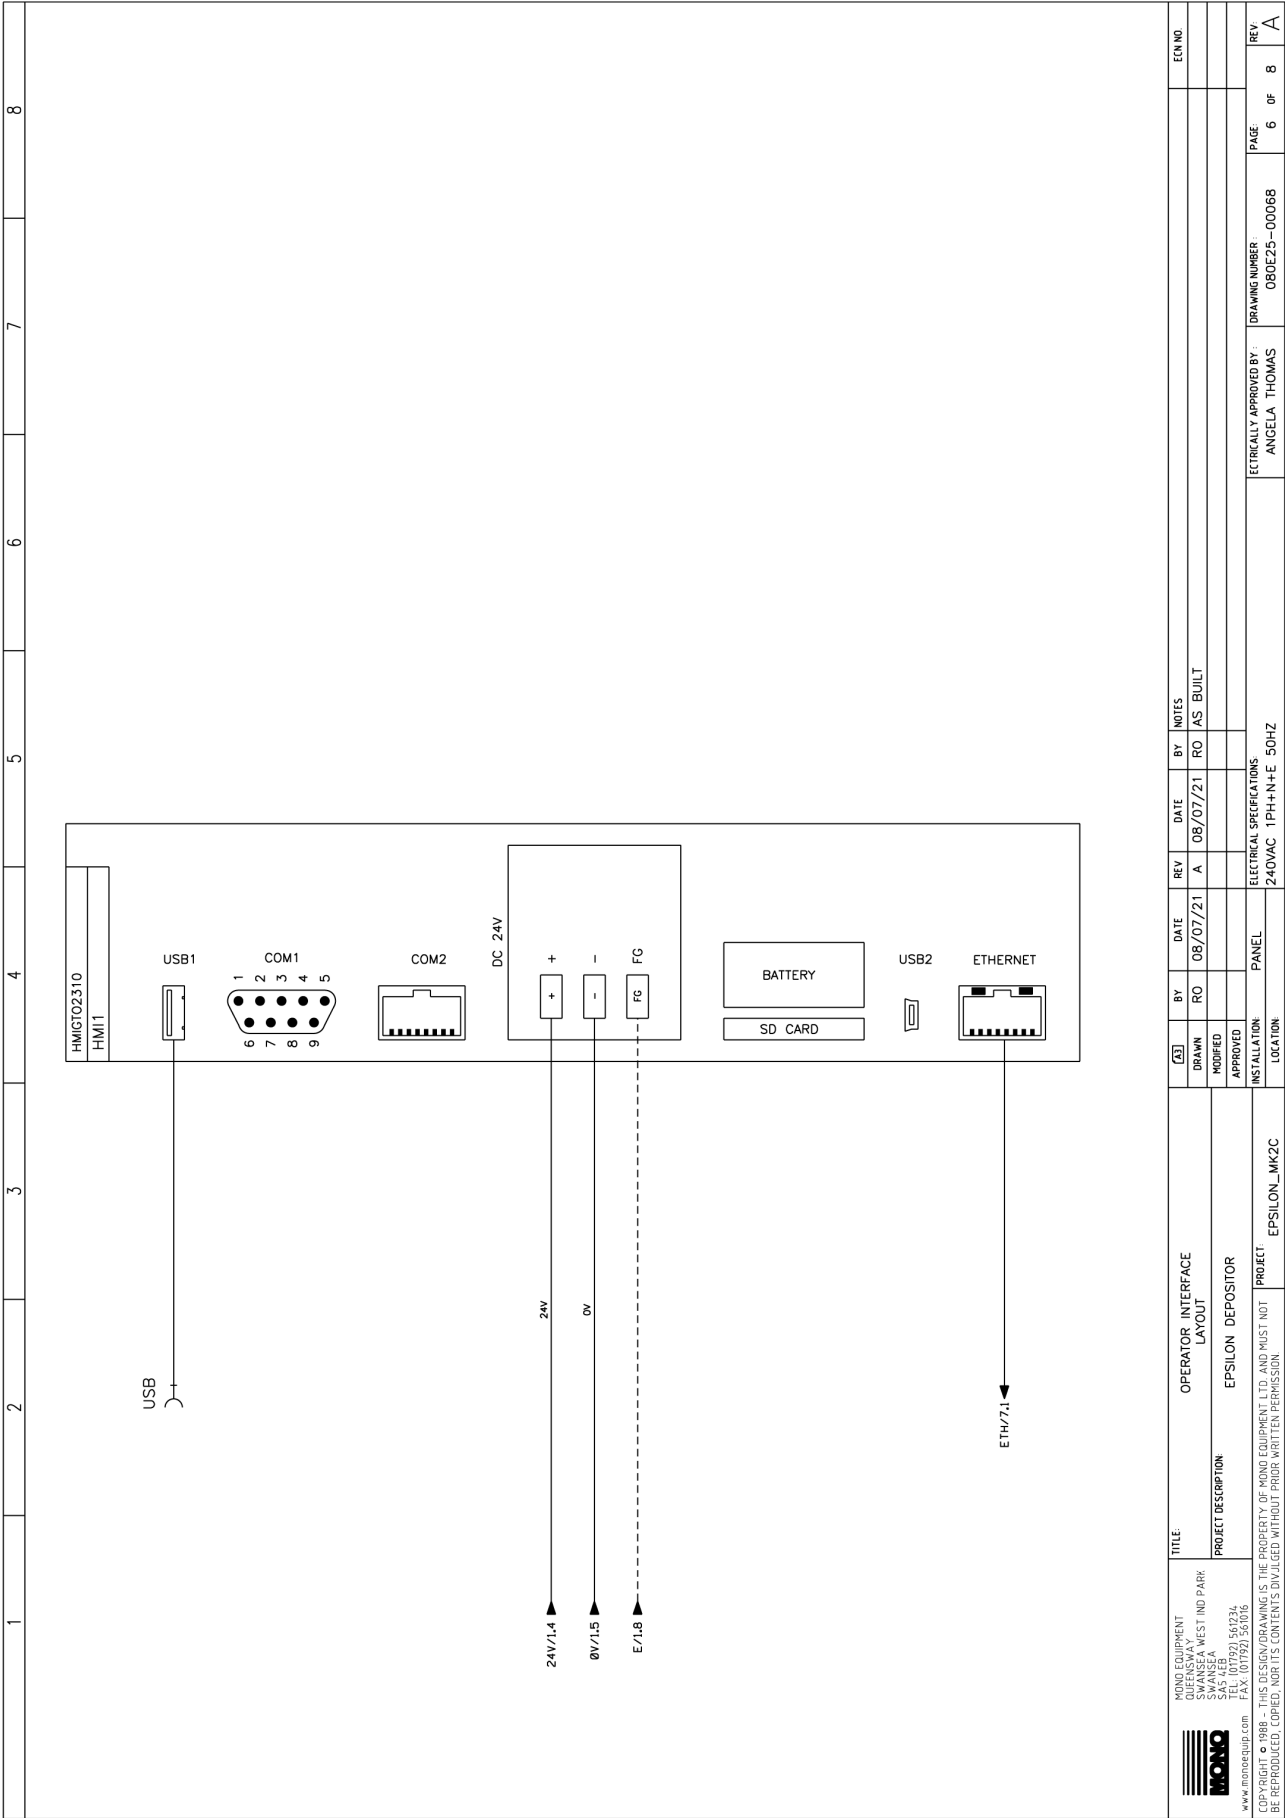 1 2 3 4 5 6 7 8
HMIGTO2310
HMI1
USB
USB1
COM1
1 2 3 4 5
6 7 8 9
COM2
DC 24V
24V/1.4
24V
+
+
0V/1.5
0V
-
-
E/1.8
FG
FG
BATTERY
SD CARD
USB2
ETHERNET
ETH/7.1
MONO
www.monoequip.com
MONO EQUIPMENT
QUEENSWAY
SWANSEA WEST IND PARK
SWANSEA
SA5 4EB
TEL: (01792) 561234
FAX: (01792) 561016
COPYRIGHT © 1988 - THIS DESIGN/DRAWING IS THE PROPERTY OF MONO EQUIPMENT LTD. AND MUST NOT
BE REPRODUCED, COPIED, NOR ITS CONTENTS DIVULGED WITHOUT PRIOR WRITTEN PERMISSION.
TITLE:
OPERATOR INTERFACE
LAYOUT
PROJECT DESCRIPTION:
EPSILON DEPOSITOR
PROJECT:
EPSILON_MK2C
A3 BY DATE REV DATE BY NOTES ECN NO.
DRAWN RO 08/07/21 A 08/07/21 RO AS BUILT
MODIFIED
APPROVED
INSTALLATION: PANEL
LOCATION:
ELECTRICAL SPECIFICATIONS:
240VAC 1PH+N+E 50HZ
ECTRICALLY APPROVED BY :
ANGELA THOMAS
DRAWING NUMBER :
080E25-00068
PAGE:
6 OF 8
REV:
A